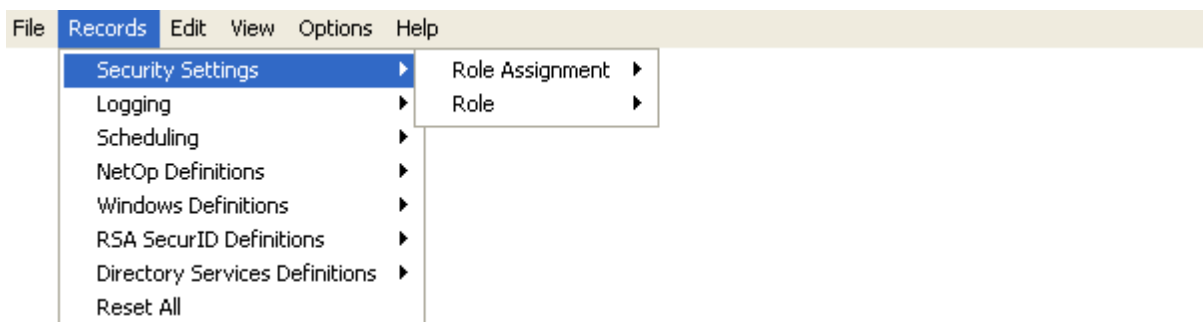 File Records Edit View Options Help
Security Settings Role Assignment
Logging Role
Scheduling
NetOp Definitions
Windows Definitions
RSA SecurID Definitions
Directory Services Definitions
Reset All